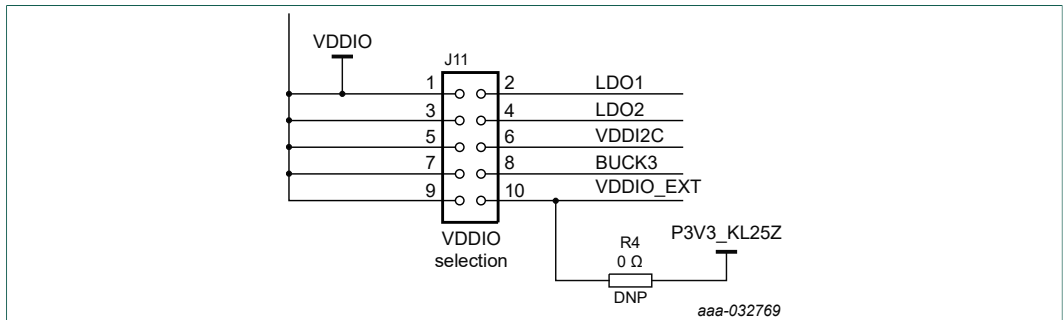 VDDIO
J11
1 2 LDO1
3 4 LDO2
5 6 VDDI2C
7 8 BUCK3
9 10 VDDIO_EXT
VDDIO
selection
R4
0 Ω
DNP
P3V3_KL25Z
aaa-032769